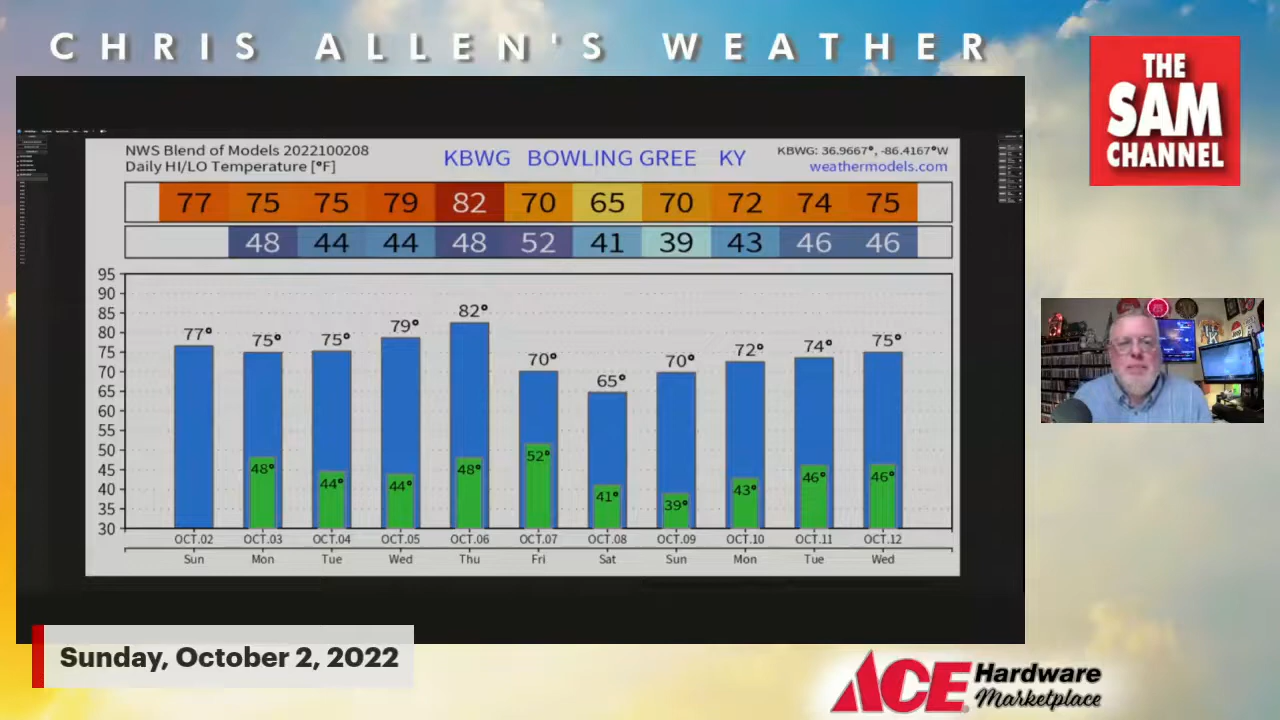 CHRIS ALLEN'S WEATHER
THE
SAM
CHANNEL
NWS Blend of Models 2022100208
Daily HI/LO Temperature [°F]
KBWG BOWLING GREE KY
KBWG: 36.9667°, -86.4167°W
weathermodels.com
77 75 75 79 82 70 65 70 72 74 75
48 44 44 48 52 41 39 43 46 46
95
90
85
80
75
70
65
60
55
50
45
40
35
30
77° 75° 75° 79° 82° 70° 65° 70° 72° 74° 75°
48° 44° 44° 48° 52° 41° 39° 43° 46° 46°
OCT.02 OCT.03 OCT.04 OCT.05 OCT.06 OCT.07 OCT.08 OCT.09 OCT.10 OCT.11 OCT.12
Sun Mon Tue Wed Thu Fri Sat Sun Mon Tue Wed
Sunday, October 2, 2022
ACE Hardware
Marketplace